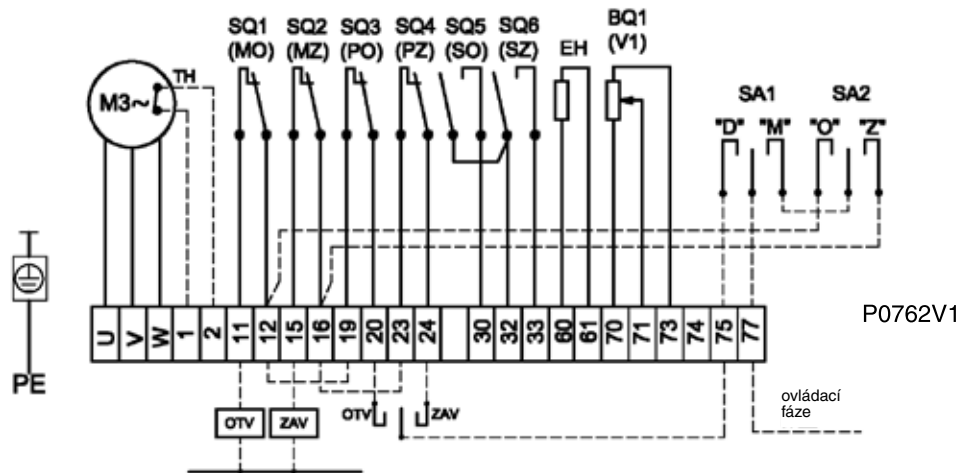 SQ1 SQ2 SQ3 SQ4 SQ5 SQ6 BQ1
(MO) (MZ) (PO) (PZ) (SO) (SZ) EH (V1)
TH
M3~
SA1 SA2
"D" "M" "O" "Z"
U V W 1 2 11 12 15 16 19 20 23 24 30 32 33 60 61 70 71 73 74 75 77
P0762V1
PE
OTV ZAV OTV ZAV
ovládací
fáze